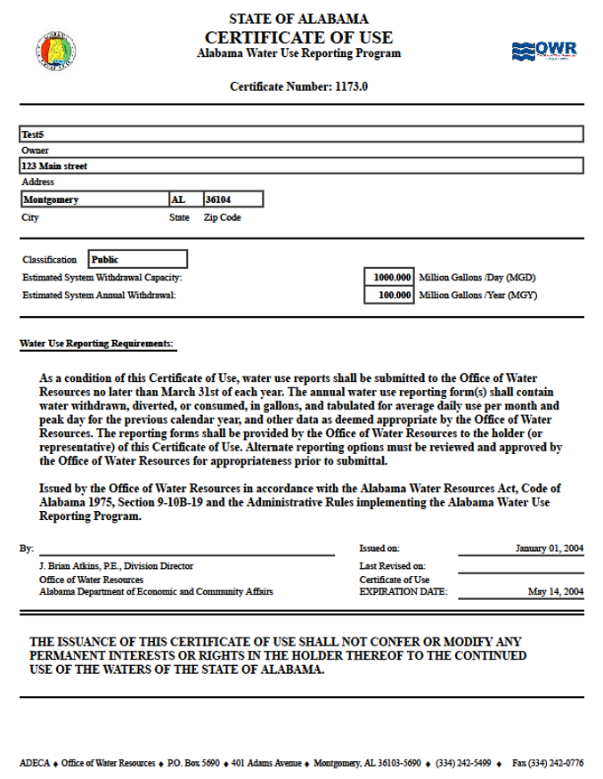 STATE OF ALABAMA
CERTIFICATE OF USE
Alabama Water Use Reporting Program
OWR
Certificate Number: 1173.0
Test5
Owner
123 Main street
Address
Montgomery AL 36104
City State Zip Code
Classification Public
Estimated System Withdrawal Capacity: 1000.000 Million Gallons /Day (MGD)
Estimated System Annual Withdrawal: 100.000 Million Gallons /Year (MGY)
Water Use Reporting Requirements:
As a condition of this Certificate of Use, water use reports shall be submitted to the Office of Water
Resources no later than March 31st of each year. The annual water use reporting form(s) shall contain
water withdrawn, diverted, or consumed, in gallons, and tabulated for average daily use per month and
peak day for the previous calendar year, and other data as deemed appropriate by the Office of Water
Resources. The reporting forms shall be provided by the Office of Water Resources to the holder (or
representative) of this Certificate of Use. Alternate reporting options must be reviewed and approved by
the Office of Water Resources for appropriateness prior to submittal.
Issued by the Office of Water Resources in accordance with the Alabama Water Resources Act, Code of
Alabama 1975, Section 9-10B-19 and the Administrative Rules implementing the Alabama Water Use
Reporting Program.
By: Issued on: January 01, 2004
J. Brian Atkins, P.E., Division Director Last Revised on:
Office of Water Resources Certificate of Use
Alabama Department of Economic and Community Affairs EXPIRATION DATE: May 14, 2004
THE ISSUANCE OF THIS CERTIFICATE OF USE SHALL NOT CONFER OR MODIFY ANY
PERMANENT INTERESTS OR RIGHTS IN THE HOLDER THEREOF TO THE CONTINUED
USE OF THE WATERS OF THE STATE OF ALABAMA.
ADECA ♦ Office of Water Resources ♦ P.O. Box 5690 ♦ 401 Adams Avenue ♦ Montgomery, AL 36103-5690 ♦ (334) 242-5499 ♦ Fax (334) 242-0776